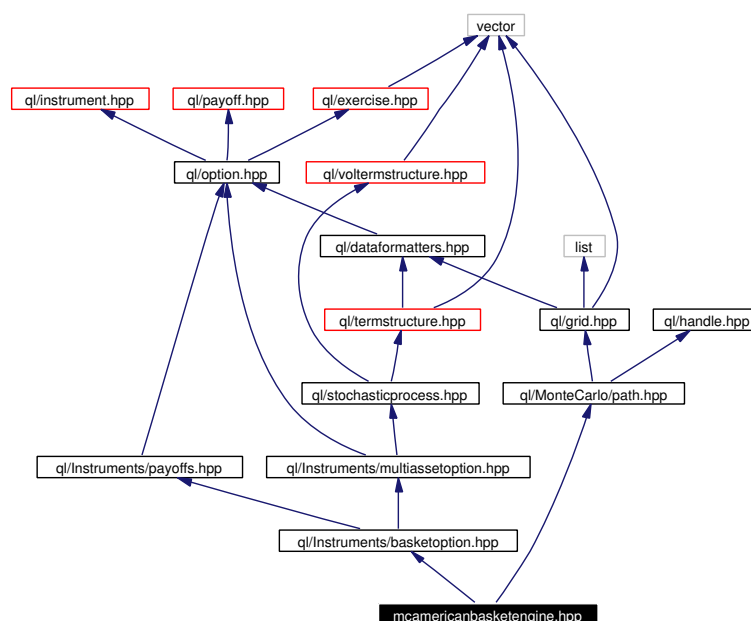 vector
ql/instrument.hpp
ql/payoff.hpp
ql/exercise.hpp
ql/option.hpp
ql/voltermstructure.hpp
ql/dataformatters.hpp
list
ql/termstructure.hpp
ql/grid.hpp
ql/handle.hpp
ql/stochasticprocess.hpp
ql/MonteCarlo/path.hpp
ql/Instruments/payoffs.hpp
ql/Instruments/multiassetoption.hpp
ql/Instruments/basketoption.hpp
mcamericanbasketengine.hpp